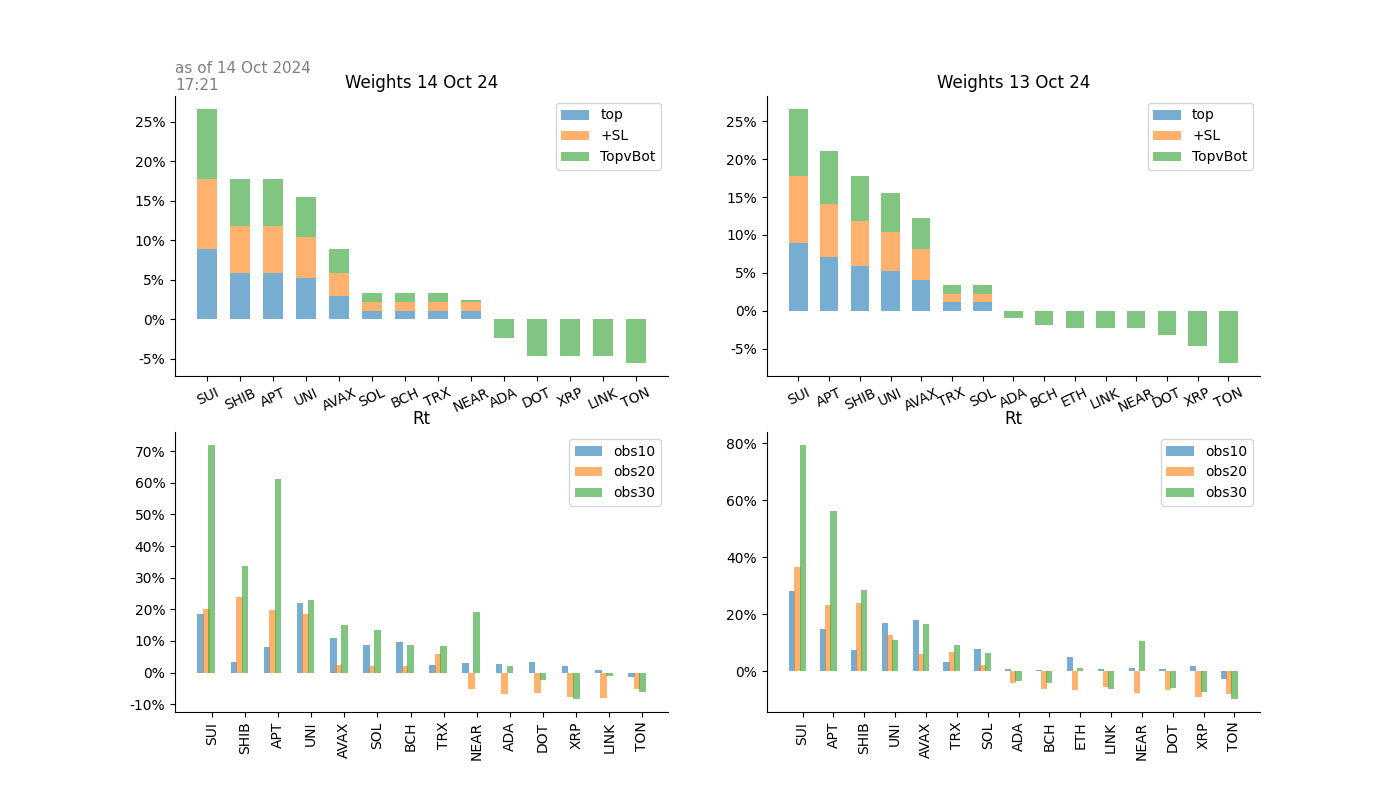 as of 14 Oct 2024
17:21
Weights 14 Oct 24
25%
20%
15%
10%
5%
0%
-5%
top
+SL
TopvBot
SUI SHIB APT UNI AVAX SOL BCH TRX NEAR ADA DOT XRP LINK TON
Weights 13 Oct 24
25%
20%
15%
10%
5%
0%
-5%
top
+SL
TopvBot
SUI APT SHIB UNI AVAX TRX SOL ADA BCH ETH LINK NEAR DOT XRP TON
Rt
70%
60%
50%
40%
30%
20%
10%
0%
-10%
obs10
obs20
obs30
SUI SHIB APT UNI AVAX SOL BCH TRX NEAR ADA DOT XRP LINK TON
Rt
80%
60%
40%
20%
0%
obs10
obs20
obs30
SUI APT SHIB UNI AVAX TRX SOL ADA BCH ETH LINK NEAR DOT XRP TON